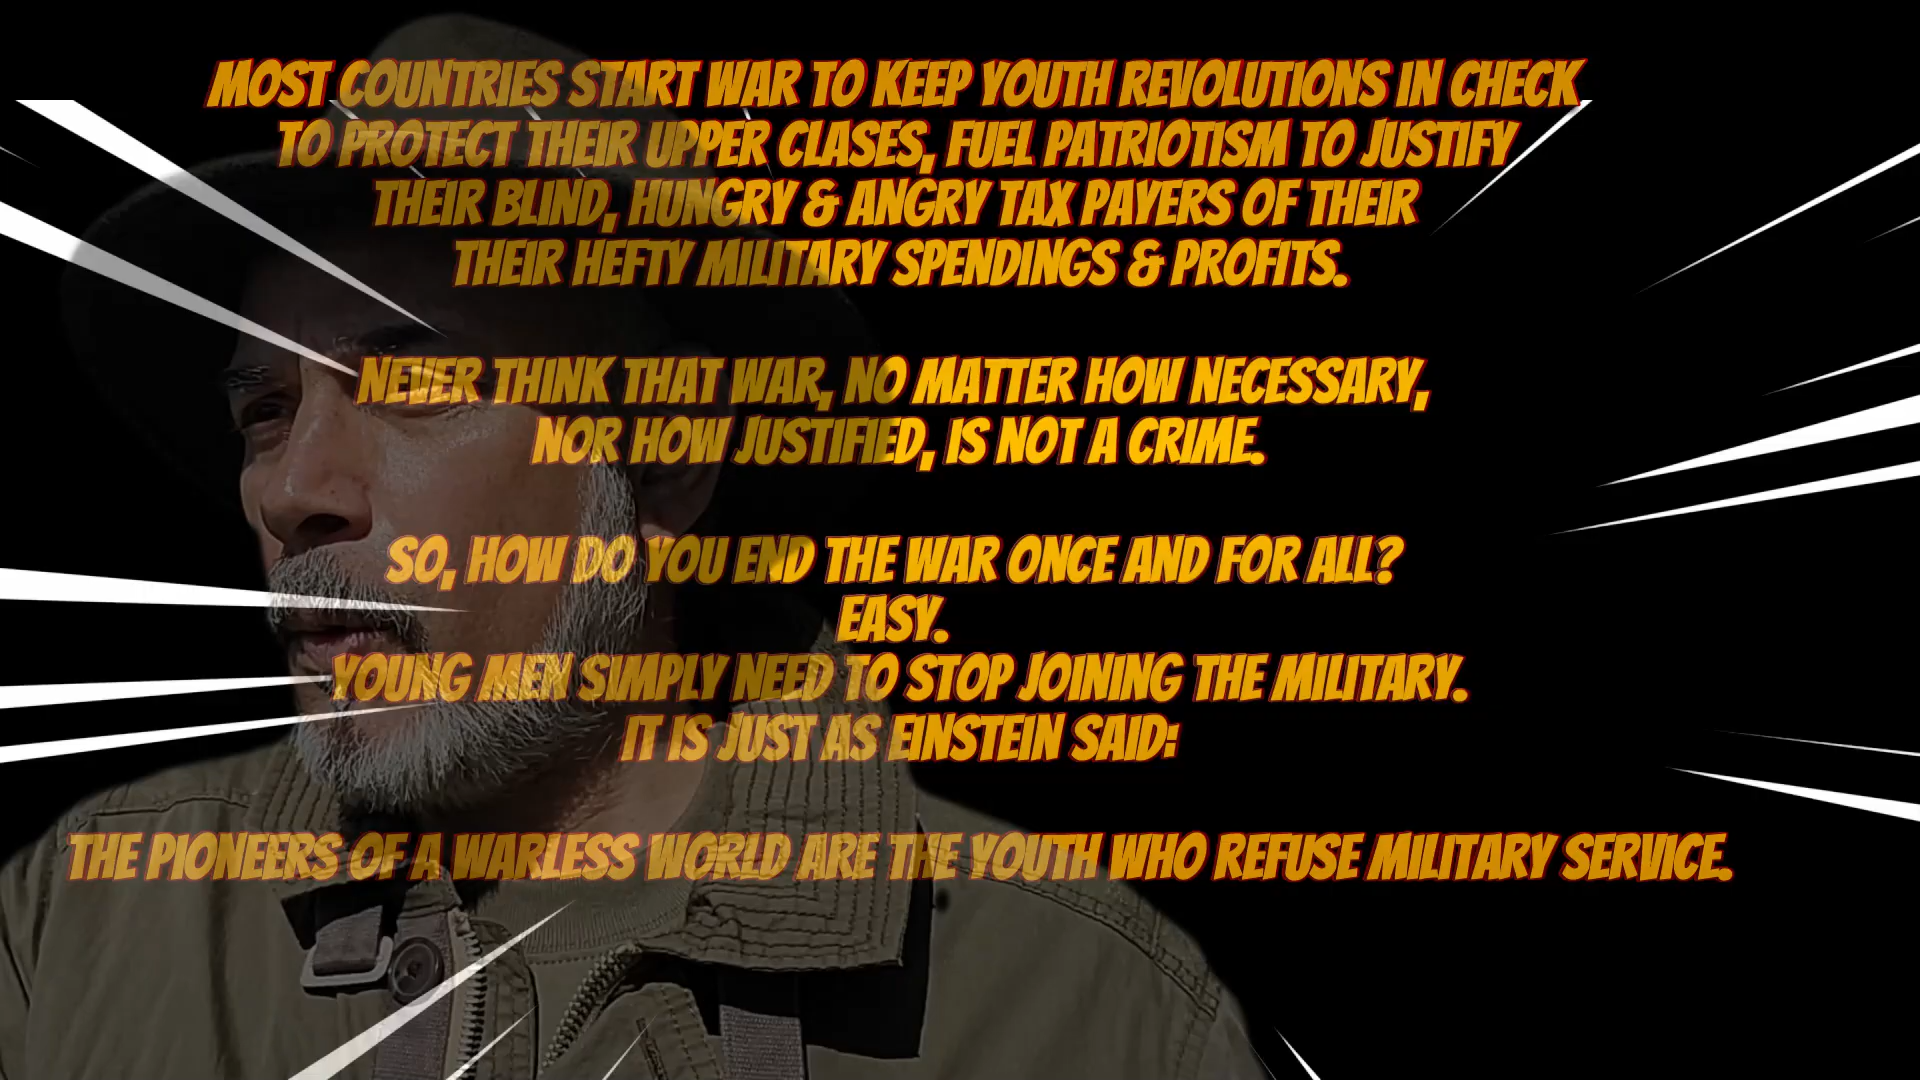 MOST COUNTRIES START WAR TO KEEP YOUTH REVOLUTIONS IN CHECK
TO PROTECT THEIR UPPER CLASES, FUEL PATRIOTISM TO JUSTIFY
THEIR BLIND, HUNGRY & ANGRY TAX PAYERS OF THEIR
THEIR HEFTY MILITARY SPENDINGS & PROFITS.
NEVER THINK THAT WAR, NO MATTER HOW NECESSARY,
NOR HOW JUSTIFIED, IS NOT A CRIME.
SO, HOW DO YOU END THE WAR ONCE AND FOR ALL?
EASY.
YOUNG MEN SIMPLY NEED TO STOP JOINING THE MILITARY.
IT IS JUST AS EINSTEIN SAID:
THE PIONEERS OF A WARLESS WORLD ARE THE YOUTH WHO REFUSE MILITARY SERVICE.